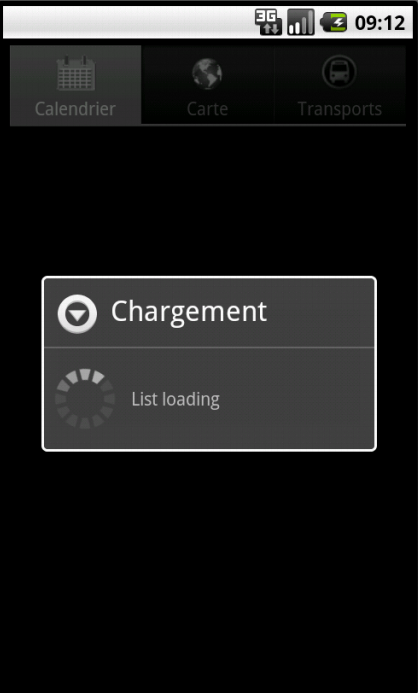 3G 09:12
Calendrier Carte Transports
Chargement
List loading